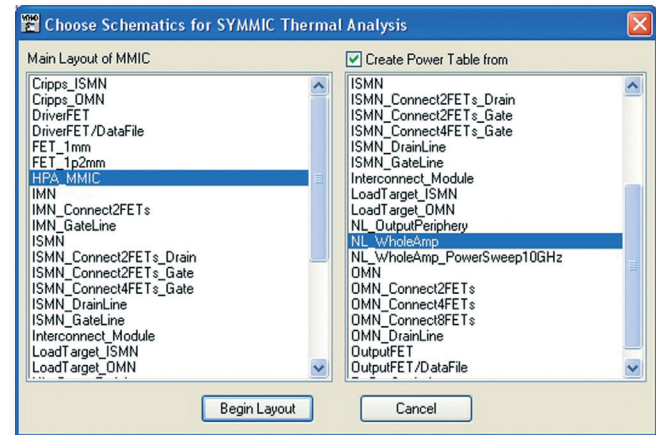 Choose Schematics for SYMMIC Thermal Analysis
Main Layout of MMIC
Cripps_ISMN
Cripps_OMN
DriverFET
DriverFET/DataFile
FET_1mm
FET_1p2mm
HPA_MMIC
IMN
IMN_Connect2FETs
IMN_GateLine
ISMN
ISMN_Connect2FETs_Drain
ISMN_Connect2FETs_Gate
ISMN_Connect4FETs_Gate
ISMN_DrainLine
ISMN_GateLine
Interconnect_Module
LoadTarget_ISMN
LoadTarget_OMN
Create Power Table from
ISMN
ISMN_Connect2FETs_Drain
ISMN_Connect2FETs_Gate
ISMN_Connect4FETs_Gate
ISMN_DrainLine
ISMN_GateLine
Interconnect_Module
LoadTarget_ISMN
LoadTarget_OMN
NL_OutputPeriphery
NL_WholeAmp
NL_WholeAmp_PowerSweep10GHz
OMN
OMN_Connect2FETs
OMN_Connect4FETs
OMN_Connect8FETs
OMN_DrainLine
OutputFET
OutputFET/DataFile
Begin Layout
Cancel